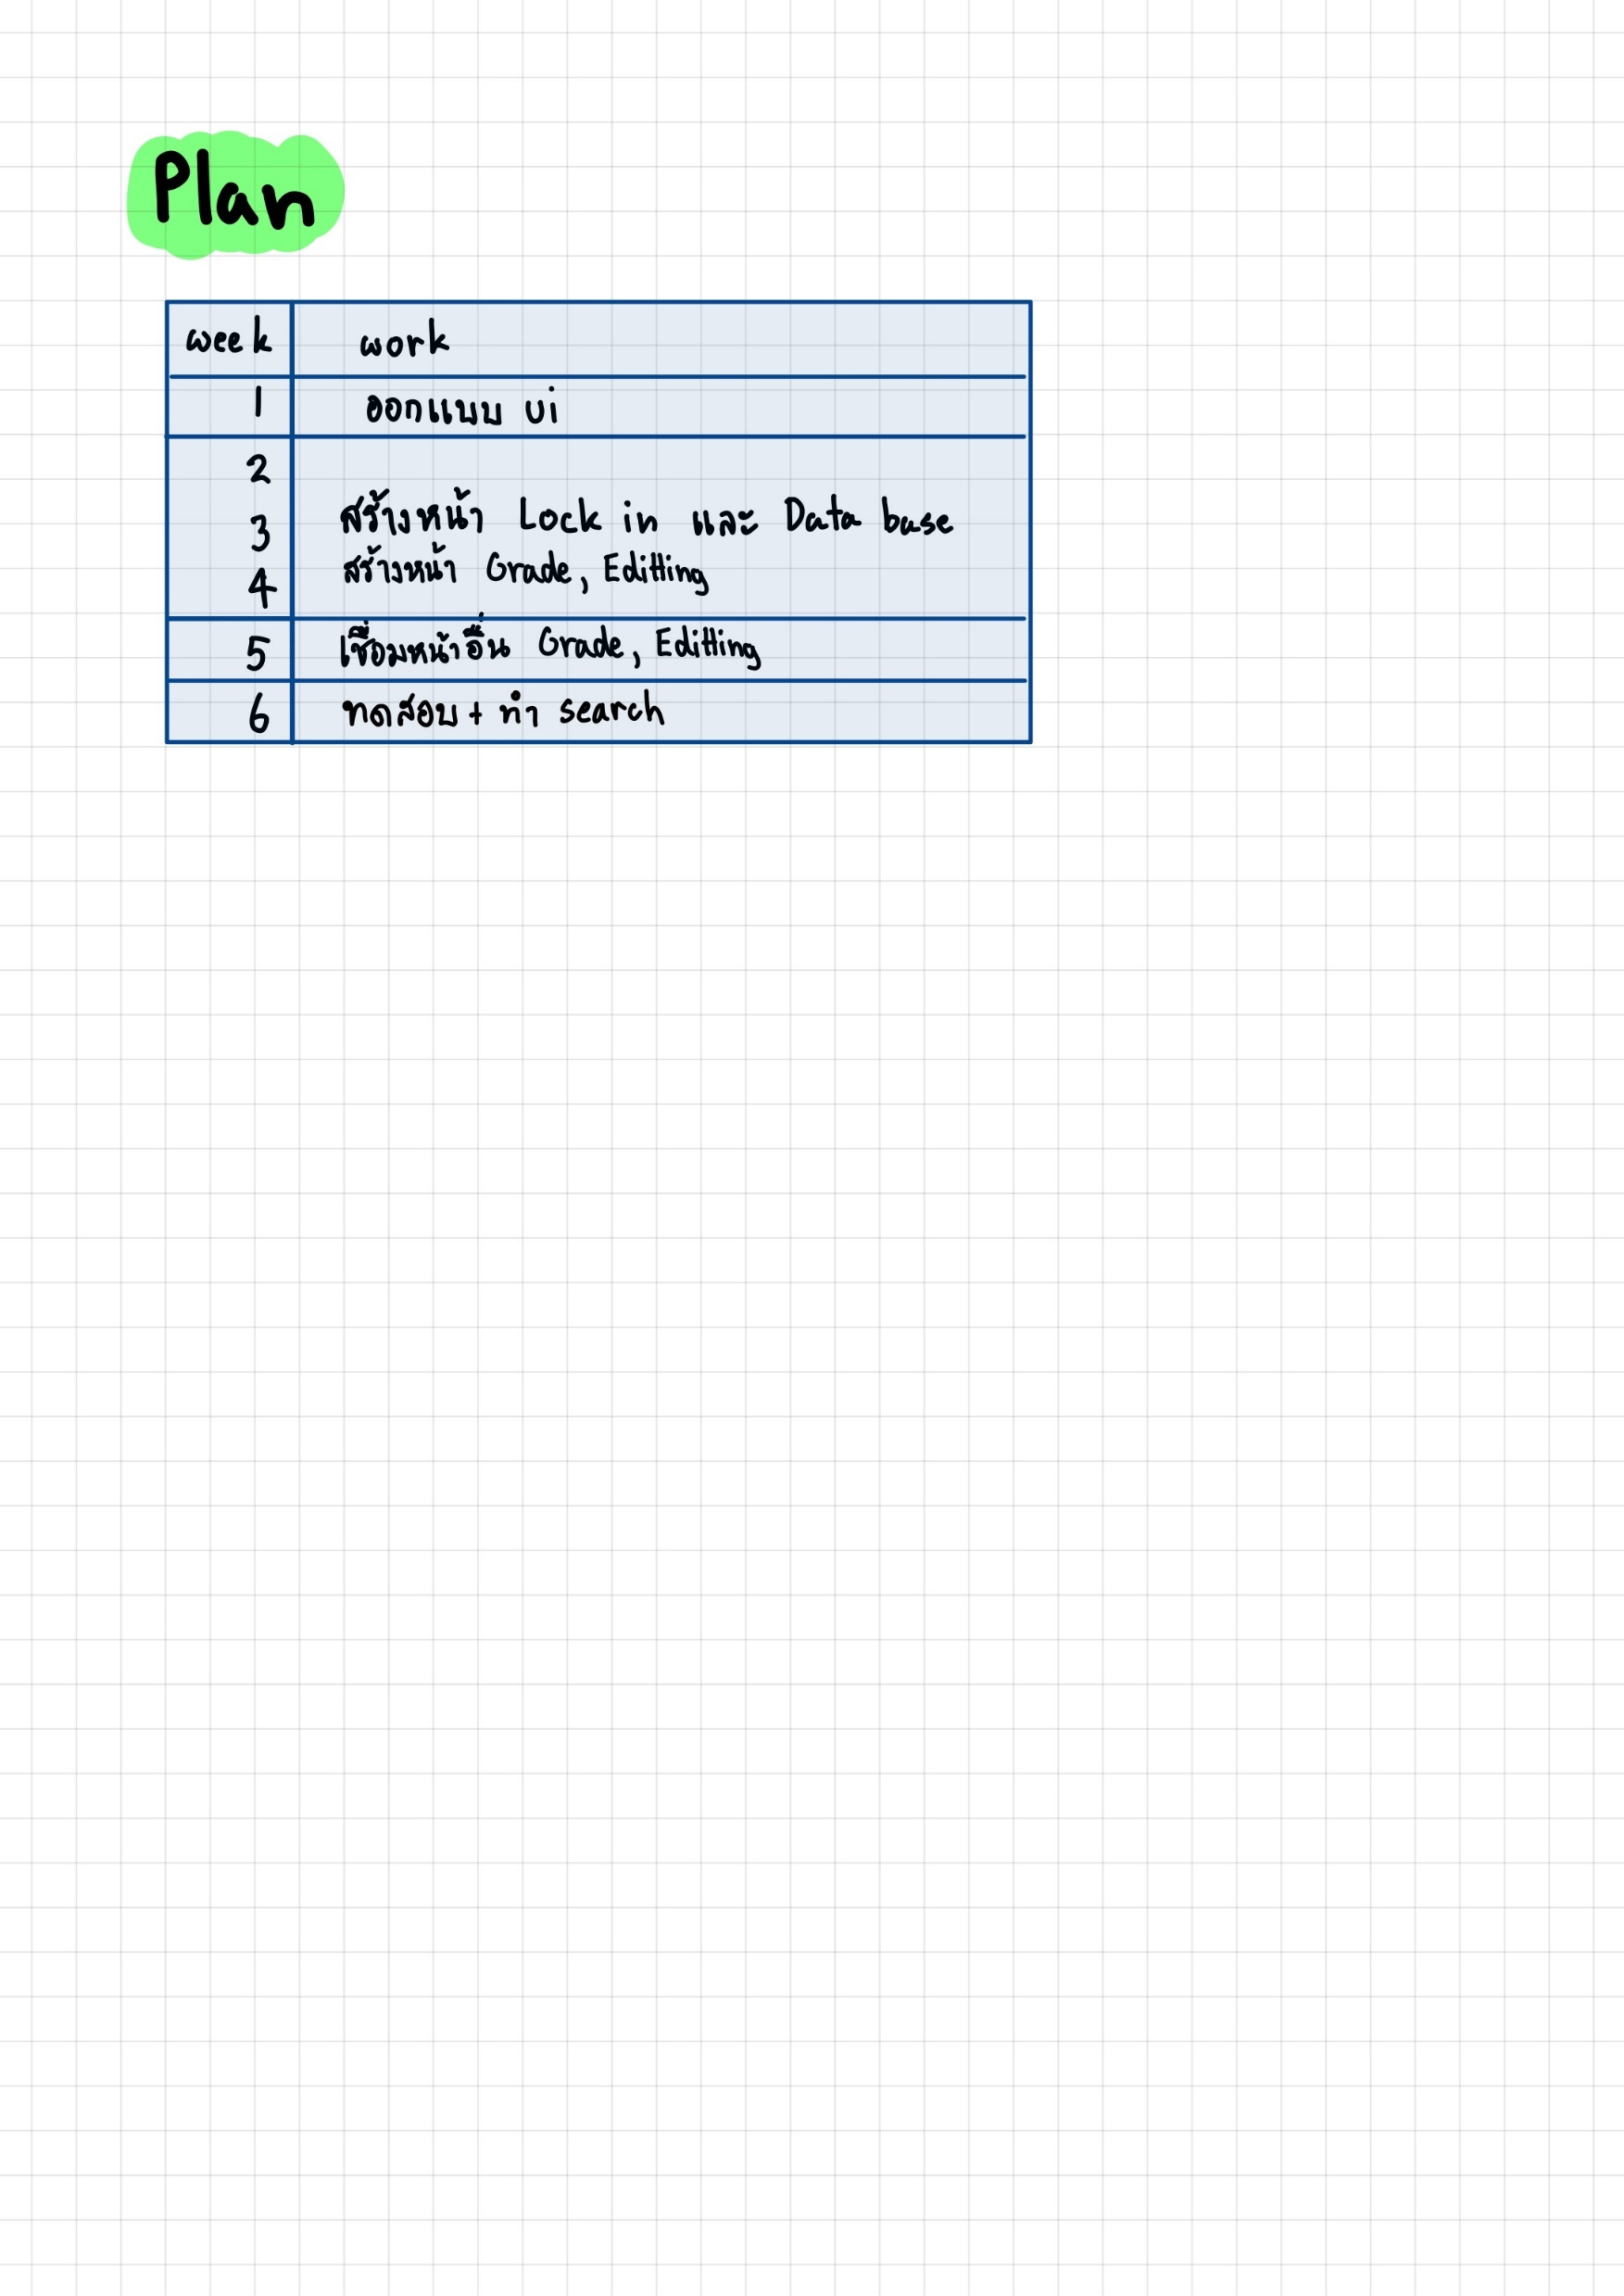 Plan
week work
1 ออกแบบ ui
2
3 สร้างหน้า Lock in และ Data base
4 สร้างหน้า Grade, Editting
5 เชื่อมหน้าอื่น Grade, Editting
6 ทดสอบ + ทำ search